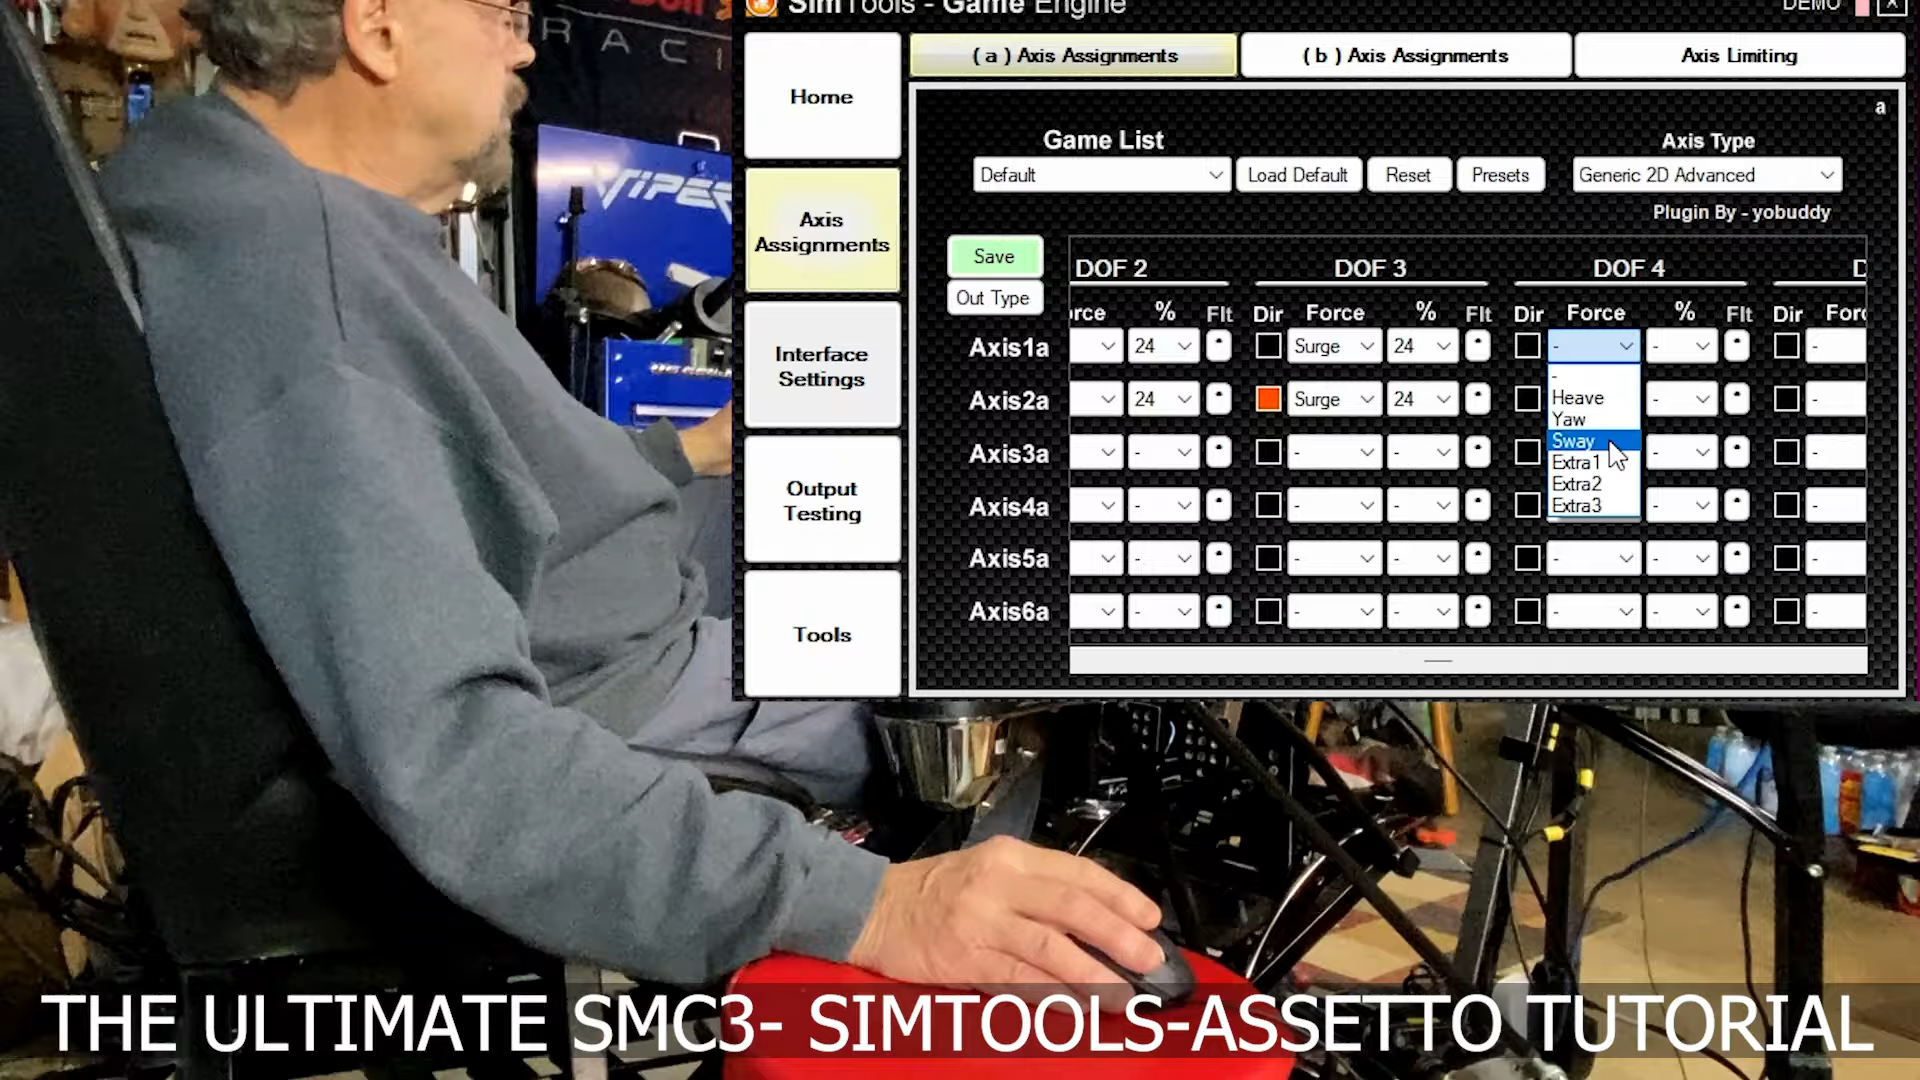 SimTools - Game Engine
DEMO
X
RACI
VIPER
Home
Axis Assignments
Interface Settings
Output Testing
Tools
( a ) Axis Assignments
( b ) Axis Assignments
Axis Limiting
a
Game List
Axis Type
Default
Load Default
Reset
Presets
Generic 2D Advanced
Plugin By - yobuddy
Save
Out Type
DOF 2
DOF 3
DOF 4
rce % Flt Dir Force % Flt Dir Force % Flt Dir Forc
Axis1a 24 Surge 24 - - -
Axis2a 24 Surge 24 - -
Axis3a - - - -
Axis4a - - - - -
Axis5a - - - - - -
Axis6a - - - - - -
-
Heave
Yaw
Sway
Extra1
Extra2
Extra3
THE ULTIMATE SMC3- SIMTOOLS-ASSETTO TUTORIAL